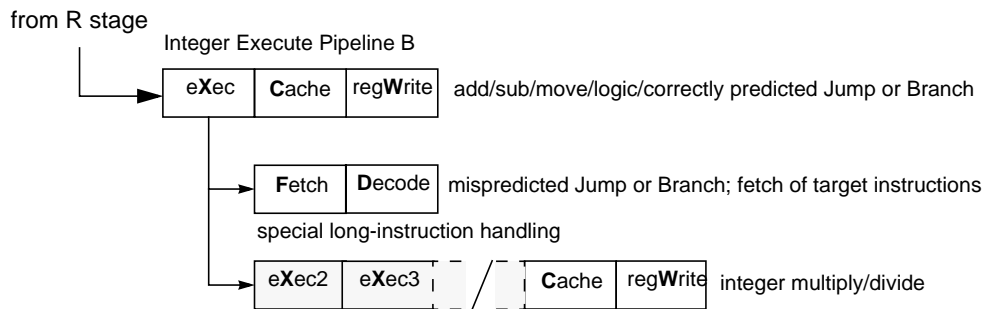 from R stage
Integer Execute Pipeline B
eXec Cache regWrite add/sub/move/logic/correctly predicted Jump or Branch
Fetch Decode mispredicted Jump or Branch; fetch of target instructions
special long-instruction handling
eXec2 eXec3 Cache regWrite integer multiply/divide